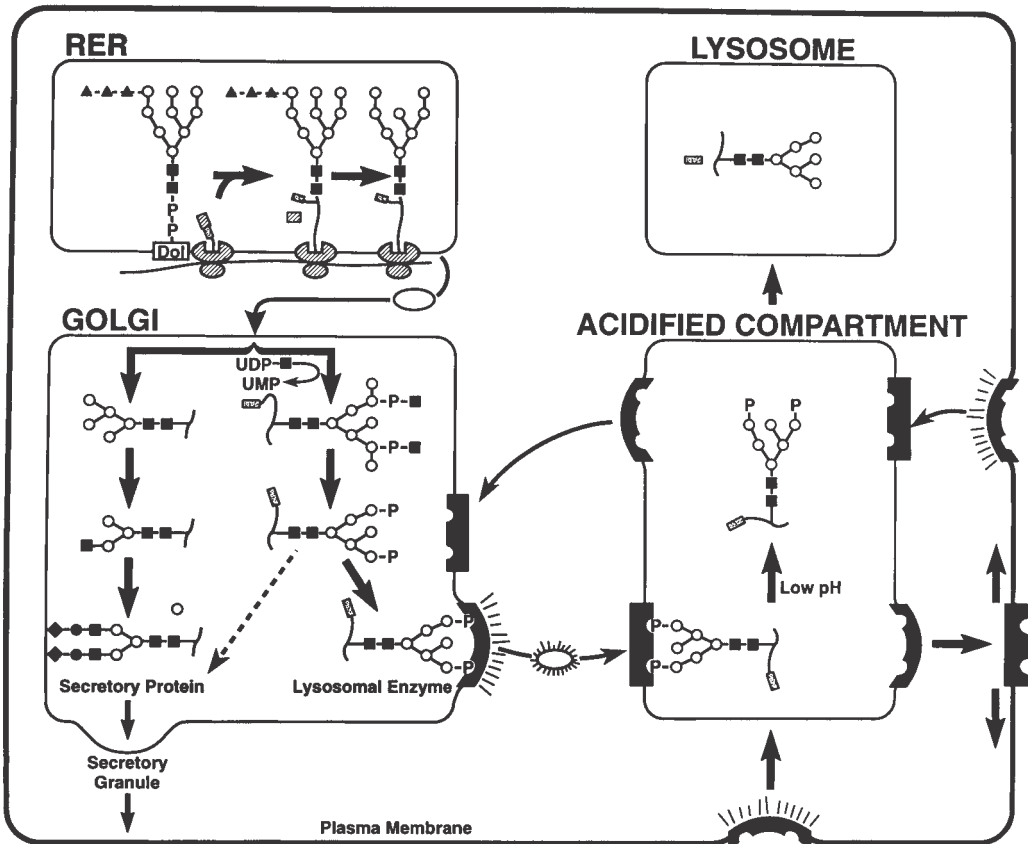 RER
LYSOSOME
P
P
Dol
GOLGI
ACIDIFIED COMPARTMENT
UDP
UMP
P
P
P
P
P
P
Low pH
P
P
P
P
Secretory Protein
Lysosomal Enzyme
Secretory
Granule
Plasma Membrane